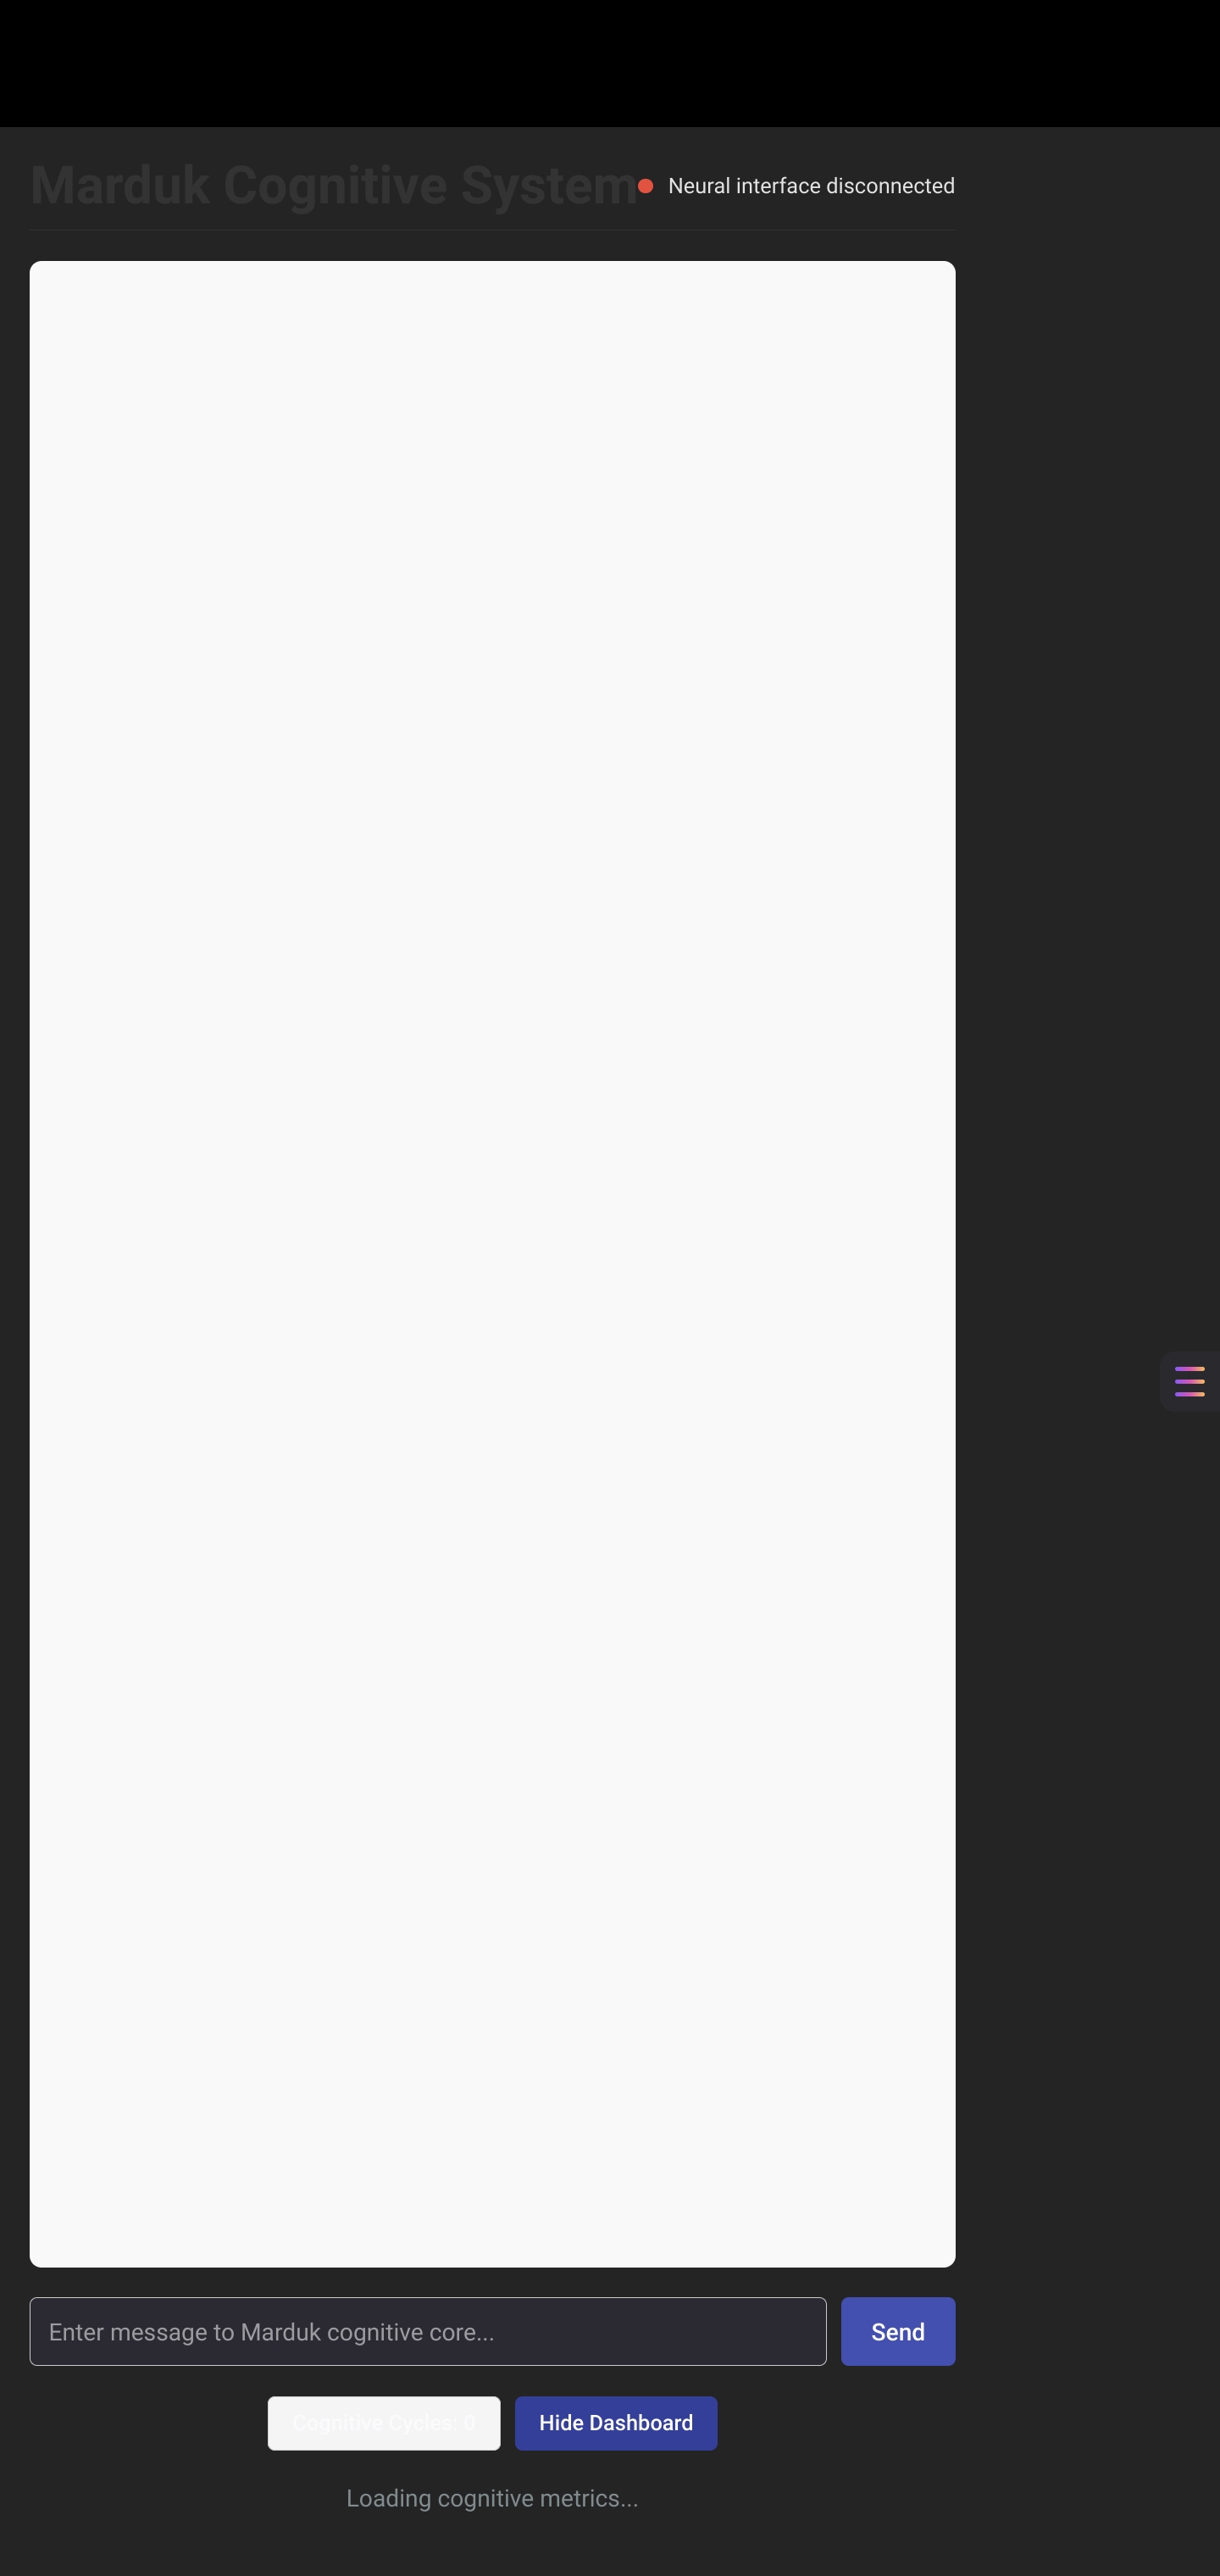 Marduk Cognitive System
Neural interface disconnected
Enter message to Marduk cognitive core...
Send
Cognitive Cycles: 0
Hide Dashboard
Loading cognitive metrics...